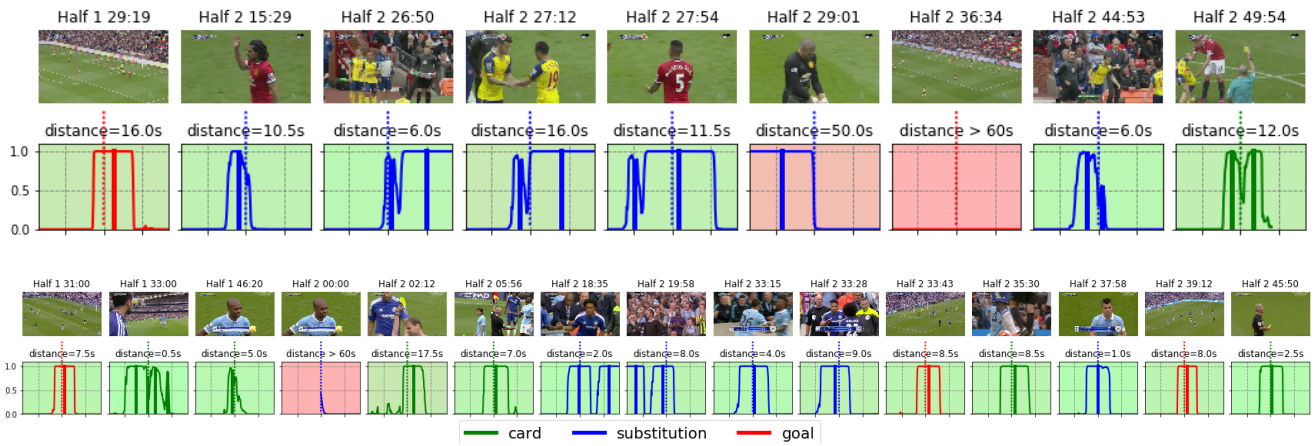 Half 1 29:19 Half 2 15:29 Half 2 26:50 Half 2 27:12 Half 2 27:54 Half 2 29:01 Half 2 36:34 Half 2 44:53 Half 2 49:54
5 19
distance=16.0s distance=10.5s distance=6.0s distance=16.0s distance=11.5s distance=50.0s distance > 60s distance=6.0s distance=12.0s
1.0
0.5
0.0
Half 1 31:00 Half 1 33:00 Half 1 46:20 Half 2 00:00 Half 2 02:12 Half 2 05:56 Half 2 18:35 Half 2 19:58 Half 2 33:15 Half 2 33:28 Half 2 33:43 Half 2 35:30 Half 2 37:58 Half 2 39:12 Half 2 45:50
distance=7.5s distance=0.5s distance=5.0s distance > 60s distance=17.5s distance=7.0s distance=2.0s distance=8.0s distance=4.0s distance=9.0s distance=8.5s distance=8.5s distance=1.0s distance=8.0s distance=2.5s
1.0
0.5
0.0
card substitution goal